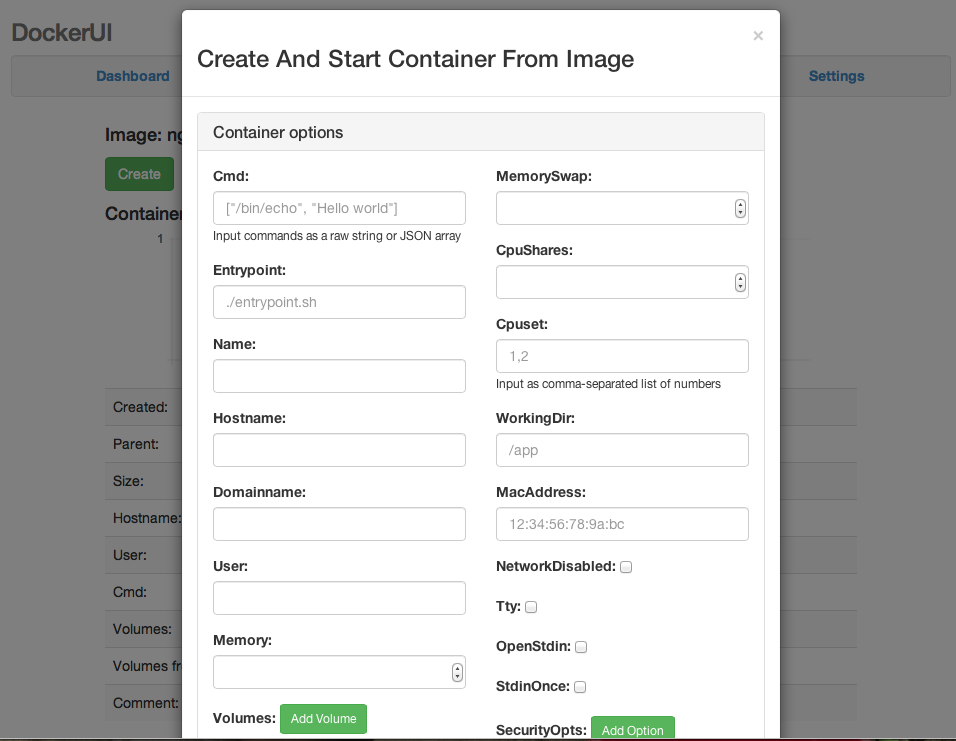 DockerUI
Dashboard
Settings
Image:
Create
Container
1
Created:
Parent:
Size:
Hostname:
User:
Cmd:
Volumes:
Volumes
Comment:
×
Create And Start Container From Image
Container options
Cmd:
["/bin/echo", "Hello world"]
Input commands as a raw string or JSON array
Entrypoint:
./entrypoint.sh
Name:
Hostname:
Domainname:
User:
Memory:
Volumes: Add Volume
MemorySwap:
CpuShares:
Cpuset:
1,2
Input as comma-separated list of numbers
WorkingDir:
/app
MacAddress:
12:34:56:78:9a:bc
NetworkDisabled:
Tty:
OpenStdin:
StdinOnce:
SecurityOpts: Add Option